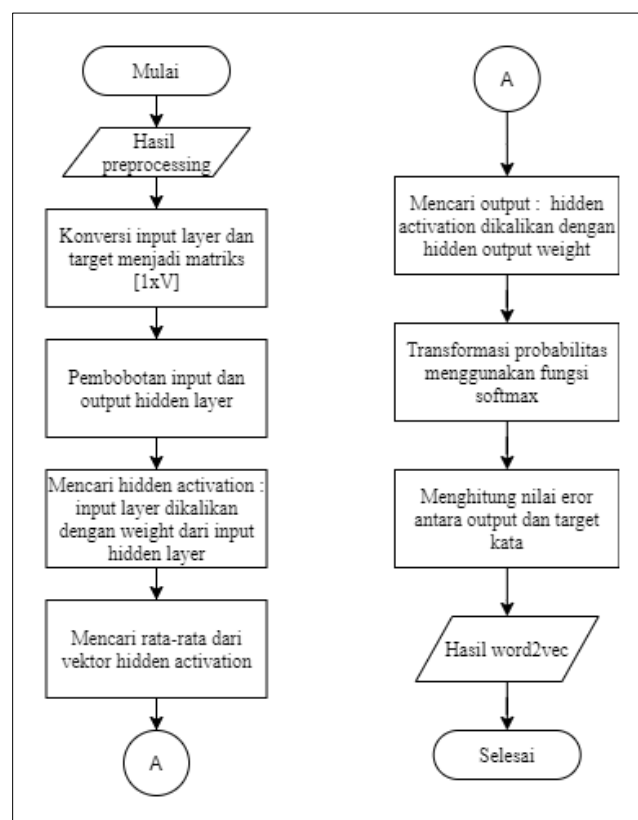 Mulai
Hasil
preprocessing
Konversi input layer dan
target menjadi matriks
[1xV]
Pembobotan input dan
output hidden layer
Mencari hidden activation :
input layer dikalikan
dengan weight dari input
hidden layer
Mencari rata-rata dari
vektor hidden activation
A
A
Mencari output : hidden
activation dikalikan dengan
hidden output weight
Transformasi probabilitas
menggunakan fungsi
softmax
Menghitung nilai eror
antara output dan target
kata
Hasil word2vec
Selesai